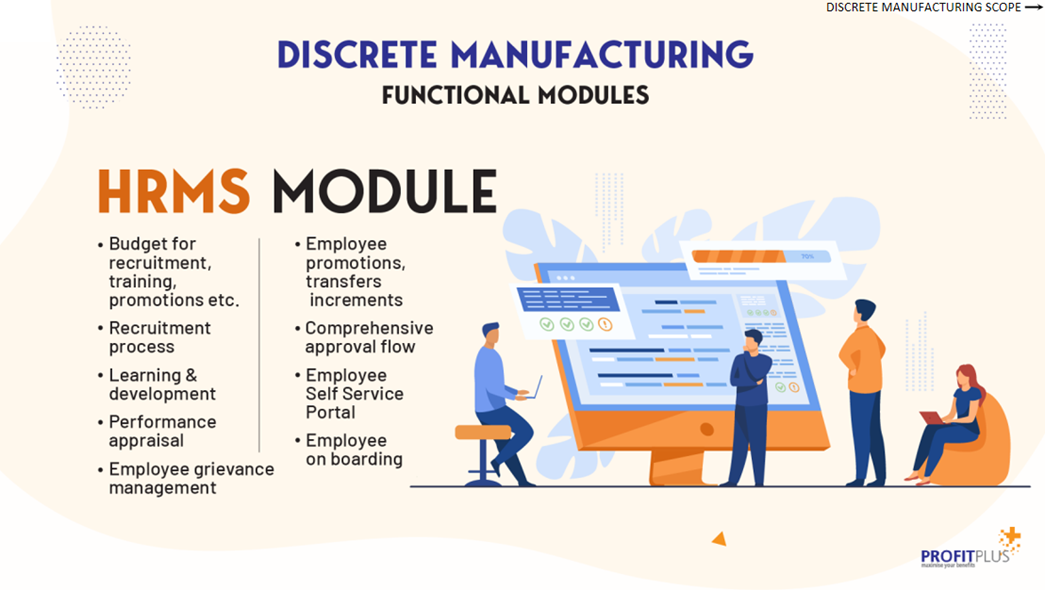 DISCRETE MANUFACTURING SCOPE
DISCRETE MANUFACTURING
FUNCTIONAL MODULES
HRMS MODULE
• Budget for
recruitment,
training,
promotions etc.
• Recruitment
process
• Learning &
development
• Performance
appraisal
• Employee grievance
management
• Employee
promotions,
transfers
increments
• Comprehensive
approval flow
• Employee
Self Service
Portal
• Employee
on boarding
70%
PROFITPLUS
maximise your benefits